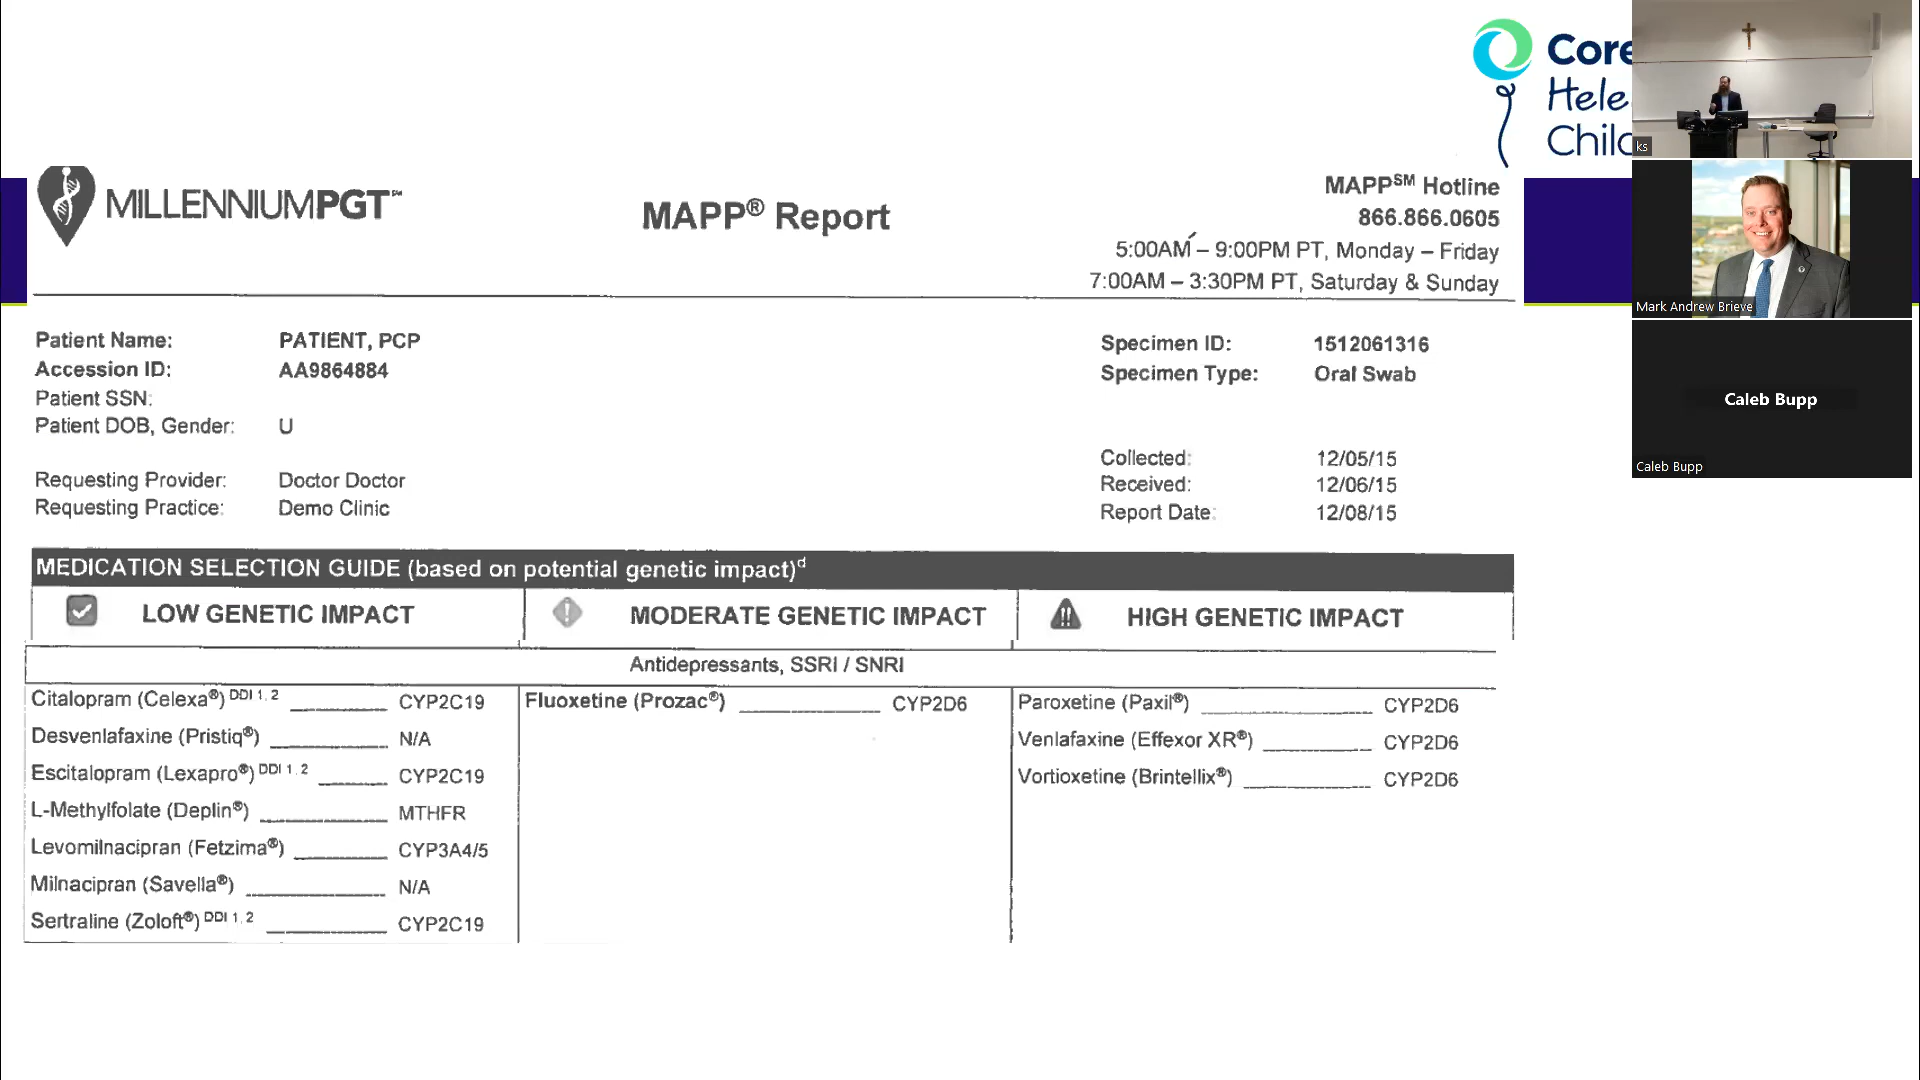 Core
Hele
Chilc
MILLENNIUMPGT℠
MAPP® Report
MAPP℠ Hotline
866.866.0605
5:00AM – 9:00PM PT, Monday – Friday
7:00AM – 3:30PM PT, Saturday & Sunday
Patient Name: PATIENT, PCP
Accession ID: AA9864884
Patient SSN:
Patient DOB, Gender: U
Requesting Provider: Doctor Doctor
Requesting Practice: Demo Clinic
Specimen ID: 1512061316
Specimen Type: Oral Swab
Collected: 12/05/15
Received: 12/06/15
Report Date: 12/08/15
MEDICATION SELECTION GUIDE (based on potential genetic impact)d
LOW GENETIC IMPACT MODERATE GENETIC IMPACT HIGH GENETIC IMPACT
Antidepressants, SSRI / SNRI
Citalopram (Celexa®) DDI 1, 2 CYP2C19
Desvenlafaxine (Pristiq®) N/A
Escitalopram (Lexapro®) DDI 1, 2 CYP2C19
L-Methylfolate (Deplin®) MTHFR
Levomilnacipran (Fetzima®) CYP3A4/5
Milnacipran (Savella®) N/A
Sertraline (Zoloft®) DDI 1, 2 CYP2C19
Fluoxetine (Prozac®) CYP2D6
Paroxetine (Paxil®) CYP2D6
Venlafaxine (Effexor XR®) CYP2D6
Vortioxetine (Brintellix®) CYP2D6
ks
Mark Andrew Brieve
Caleb Bupp
Caleb Bupp